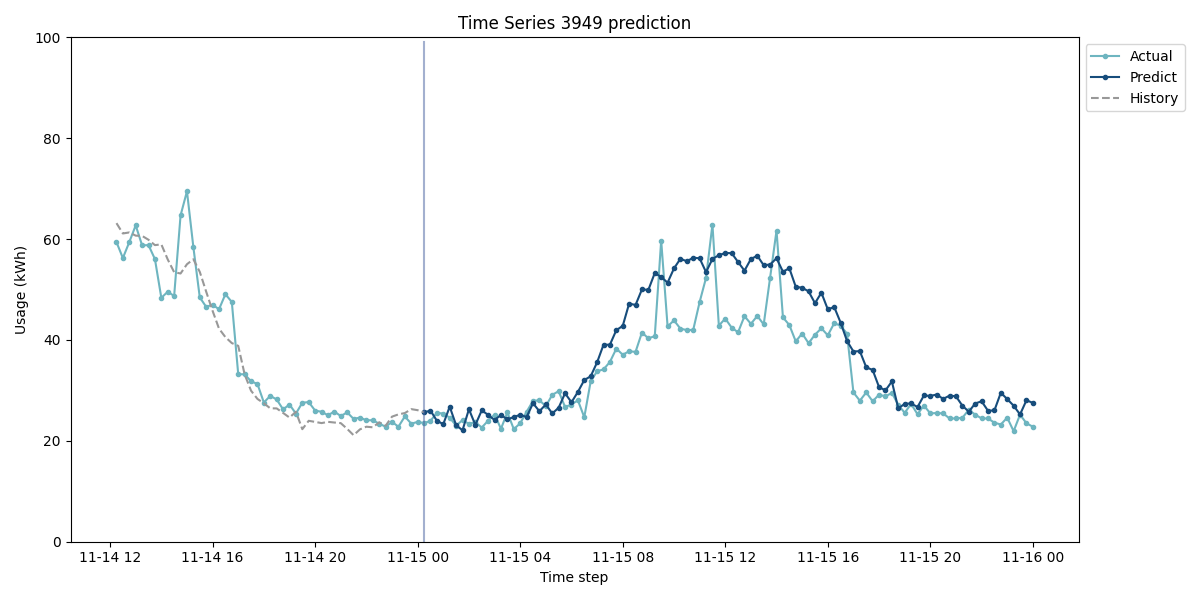 Time Series 3949 prediction
Usage (kWh)
100
80
60
40
20
0
11-14 12
11-14 16
11-14 20
11-15 00
11-15 04
11-15 08
11-15 12
11-15 16
11-15 20
11-16 00
Time step
Actual
Predict
History